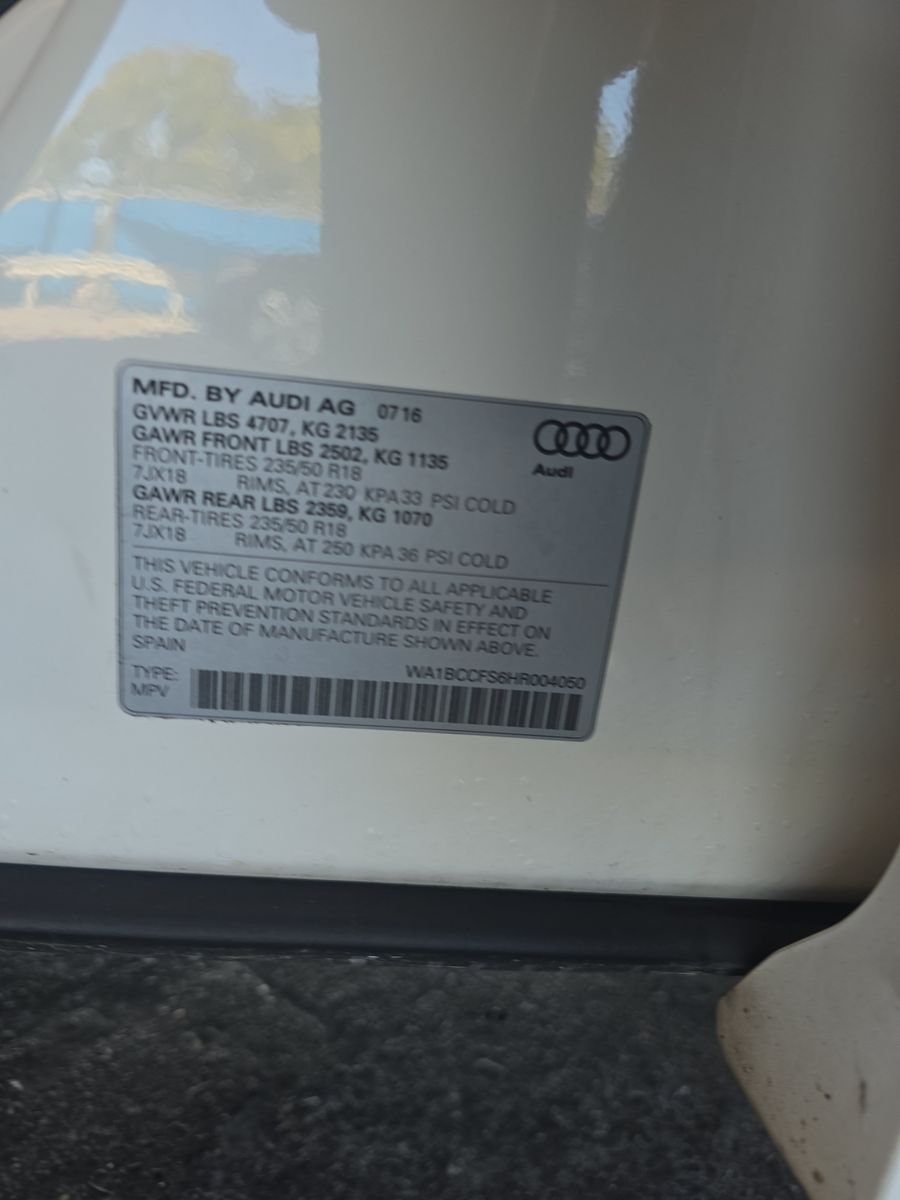 MFD. BY AUDI AG 0716
GVWR LBS 4707, KG 2135
GAWR FRONT LBS 2502, KG 1135
FRONT-TIRES 235/50 R18
7JX18 RIMS, AT 230 KPA 33 PSI COLD
GAWR REAR LBS 2359, KG 1070
REAR-TIRES 235/50 R18
7JX18 RIMS, AT 250 KPA 36 PSI COLD
Audi
THIS VEHICLE CONFORMS TO ALL APPLICABLE
U.S. FEDERAL MOTOR VEHICLE SAFETY AND
THEFT PREVENTION STANDARDS IN EFFECT ON
THE DATE OF MANUFACTURE SHOWN ABOVE.
SPAIN
WA1BCCFS6HR004050
TYPE:
MPV